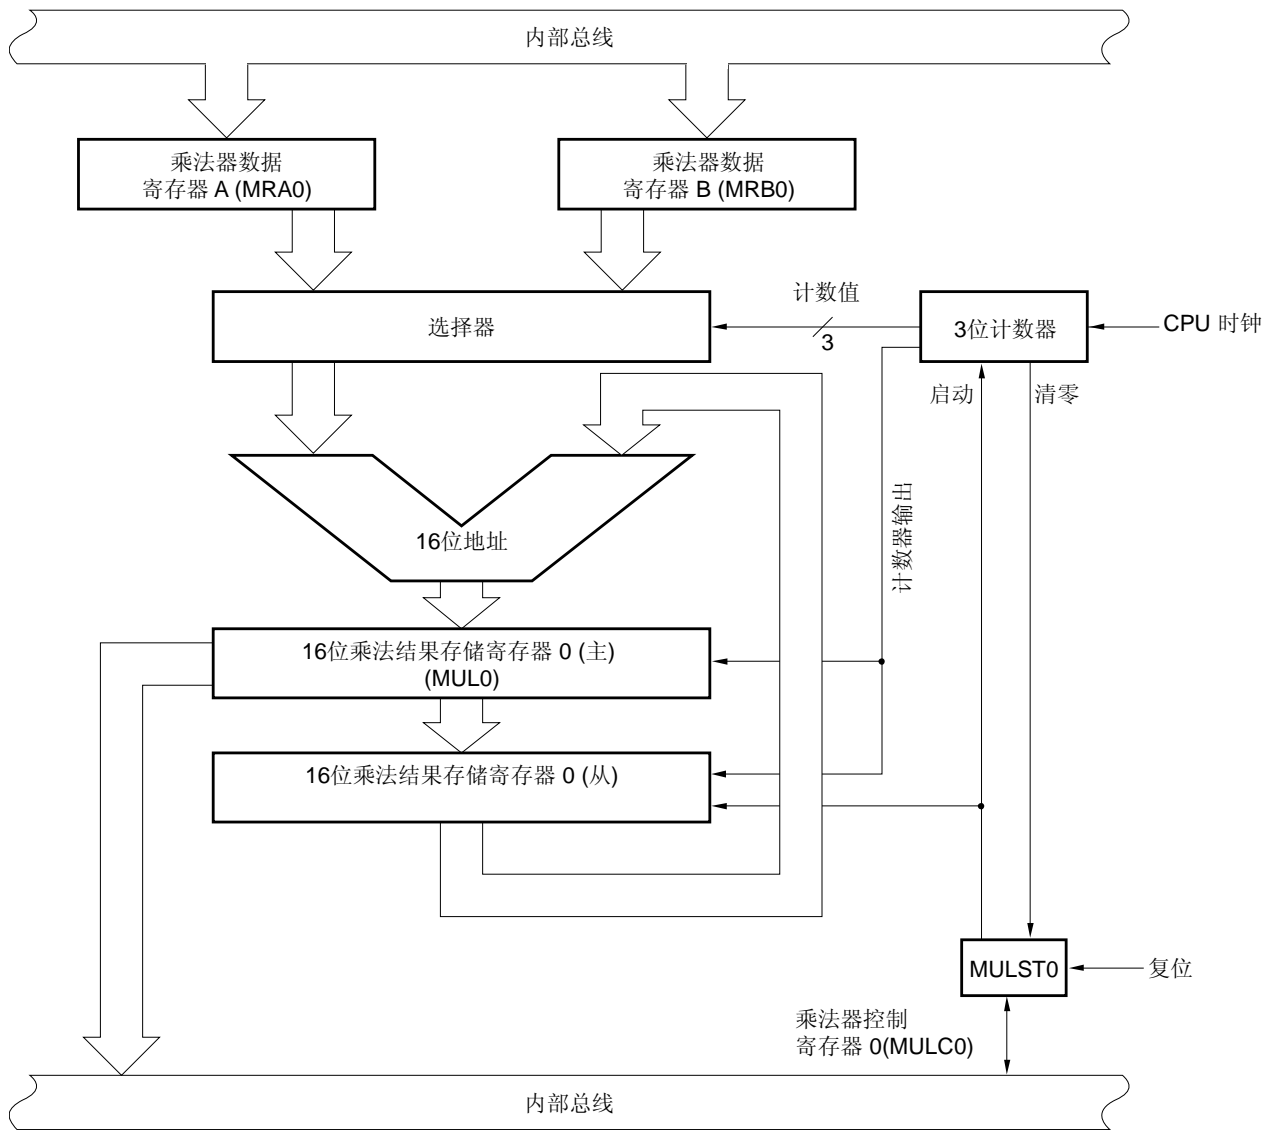 内部总线
乘法器数据
寄存器 A (MRA0)
乘法器数据
寄存器 B (MRB0)
计数值
3
选择器
3位计数器
CPU 时钟
启动
清零
计数器输出
16位地址
16位乘法结果存储寄存器 0 (主)
(MUL0)
16位乘法结果存储寄存器 0 (从)
MULST0
复位
乘法器控制
寄存器 0(MULC0)
内部总线